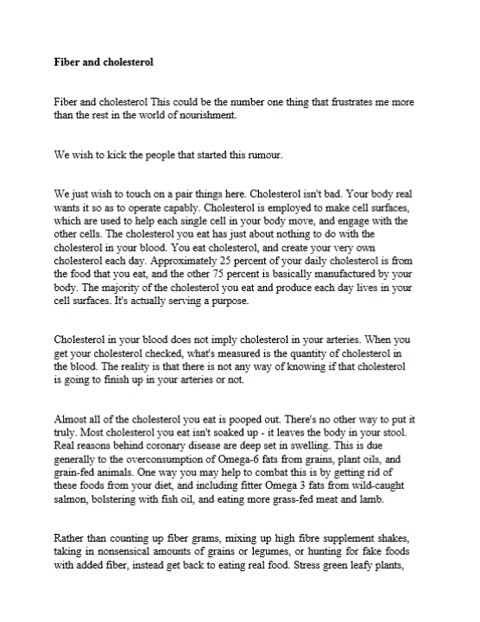 Fiber and cholesterol
Fiber and cholesterol This could be the number one thing that frustrates me more
than the rest in the world of nourishment.
We wish to kick the people that started this rumour.
We just wish to touch on a pair things here. Cholesterol isn't bad. Your body real
wants it so as to operate capably. Cholesterol is employed to make cell surfaces,
which are used to help each single cell in your body move, and engage with the
other cells. The cholesterol you eat has just about nothing to do with the
cholesterol in your blood. You eat cholesterol, and create your very own
cholesterol each day. Approximately 25 percent of your daily cholesterol is from
the food that you eat, and the other 75 percent is basically manufactured by your
body. The majority of the cholesterol you eat and produce each day lives in your
cell surfaces. It's actually serving a purpose.
Cholesterol in your blood does not imply cholesterol in your arteries. When you
get your cholesterol checked, what's measured is the quantity of cholesterol in
the blood. The reality is that there is not any way of knowing if that cholesterol
is going to finish up in your arteries or not.
Almost all of the cholesterol you eat is pooped out. There's no other way to put it
truly. Most cholesterol you eat isn't soaked up - it leaves the body in your stool.
Real reasons behind coronary disease are deep set in swelling. This is due
generally to the overconsumption of Omega-6 fats from grains, plant oils, and
grain-fed animals. One way you may help to combat this is by getting rid of
these foods from your diet, and including fitter Omega 3 fats from wild-caught
salmon, bolstering with fish oil, and eating more grass-fed meat and lamb.
Rather than counting up fiber grams, mixing up high fibre supplement shakes,
taking in nonsensical amounts of grains or legumes, or hunting for fake foods
with added fiber, instead get back to eating real food. Stress green leafy plants,